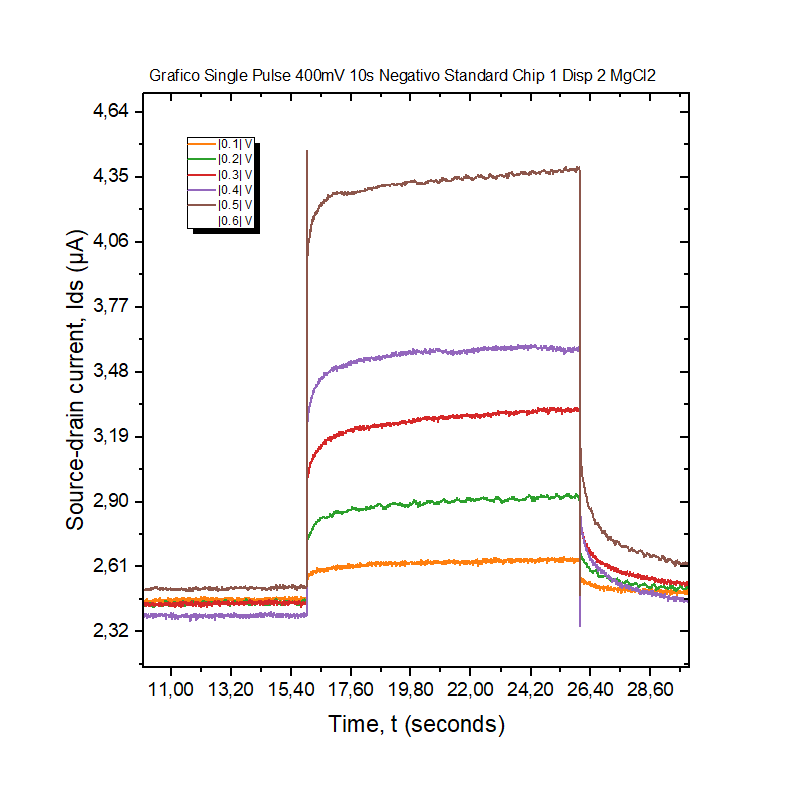 Grafico Single Pulse 400mV 10s Negativo Standard Chip 1 Disp 2 MgCl2
4,64
4,35
4,06
3,77
3,48
3,19
2,90
2,61
2,32
|0.1| V
|0.2| V
|0.3| V
|0.4| V
|0.5| V
|0.6| V
Source-drain current, Ids (µA)
11,00 13,20 15,40 17,60 19,80 22,00 24,20 26,40 28,60
Time, t (seconds)